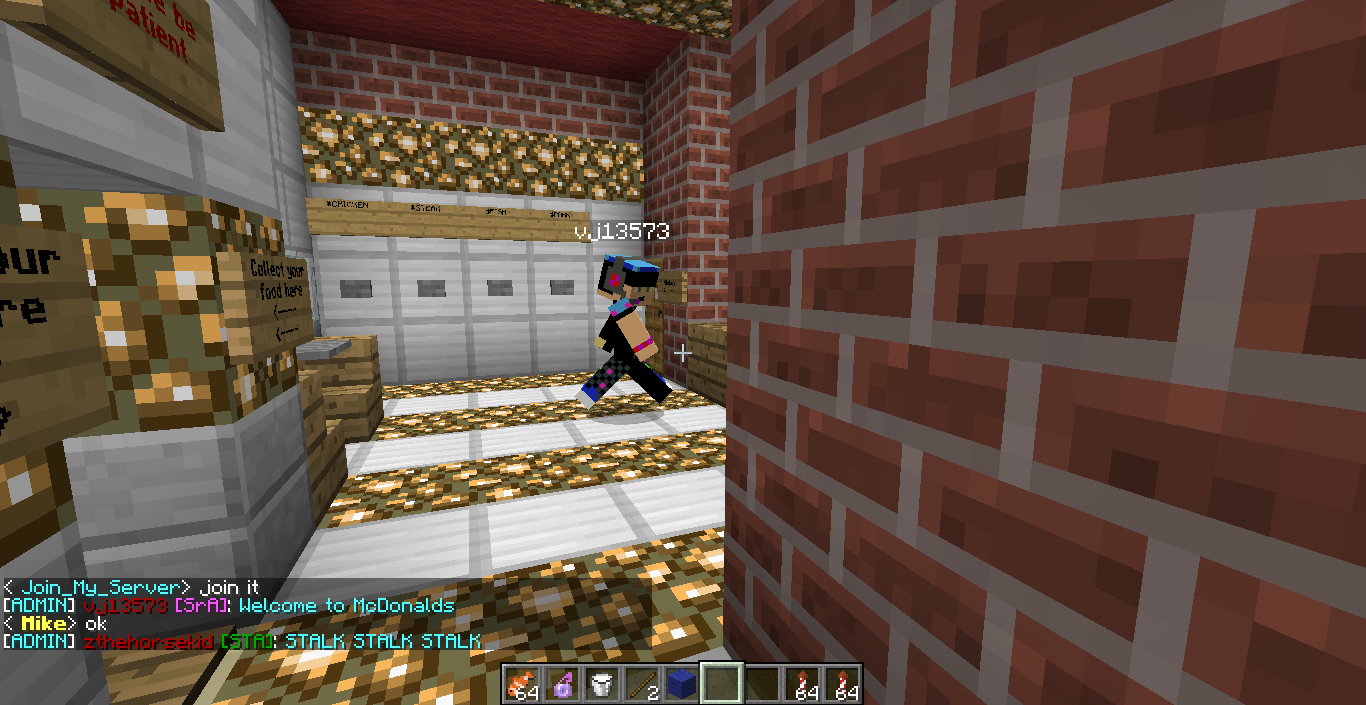 be
patient
our
re
Collect your
food here
<----
<----
#CHICKEN
#STEAK
vj13573
< Join_My_Server> join it
[ADMIN] vj13573 [SrA]: Welcome to McDonalds
< Mike> ok
[ADMIN] zthehorsekid [STA]: STALK STALK STALK
64
2
64
64